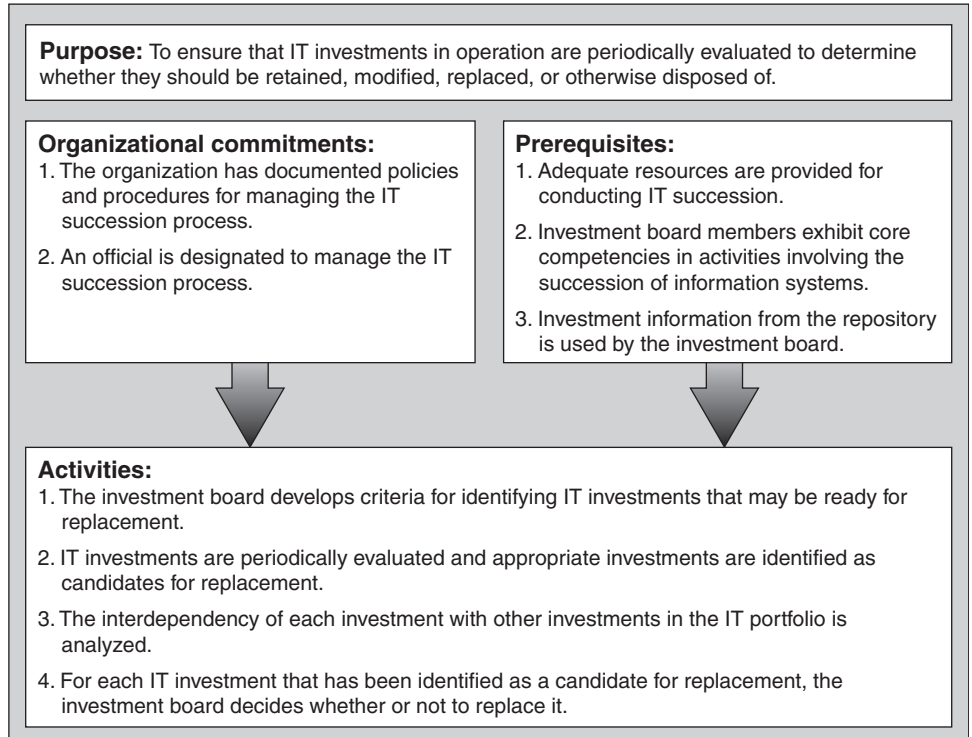 Purpose: To ensure that IT investments in operation are periodically evaluated to determine
whether they should be retained, modified, replaced, or otherwise disposed of.
Organizational commitments:
1. The organization has documented policies
and procedures for managing the IT
succession process.
2. An official is designated to manage the IT
succession process.
Prerequisites:
1. Adequate resources are provided for
conducting IT succession.
2. Investment board members exhibit core
competencies in activities involving the
succession of information systems.
3. Investment information from the repository
is used by the investment board.
Activities:
1. The investment board develops criteria for identifying IT investments that may be ready for
replacement.
2. IT investments are periodically evaluated and appropriate investments are identified as
candidates for replacement.
3. The interdependency of each investment with other investments in the IT portfolio is
analyzed.
4. For each IT investment that has been identified as a candidate for replacement, the
investment board decides whether or not to replace it.